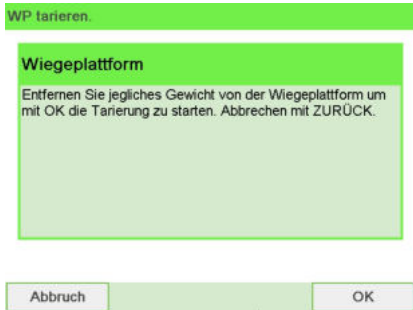 WP tarieren.
Wiegeplattform
Entfernen Sie jegliches Gewicht von der Wiegeplattform um
mit OK die Tarierung zu starten. Abbrechen mit ZURÜCK.
Abbruch
OK